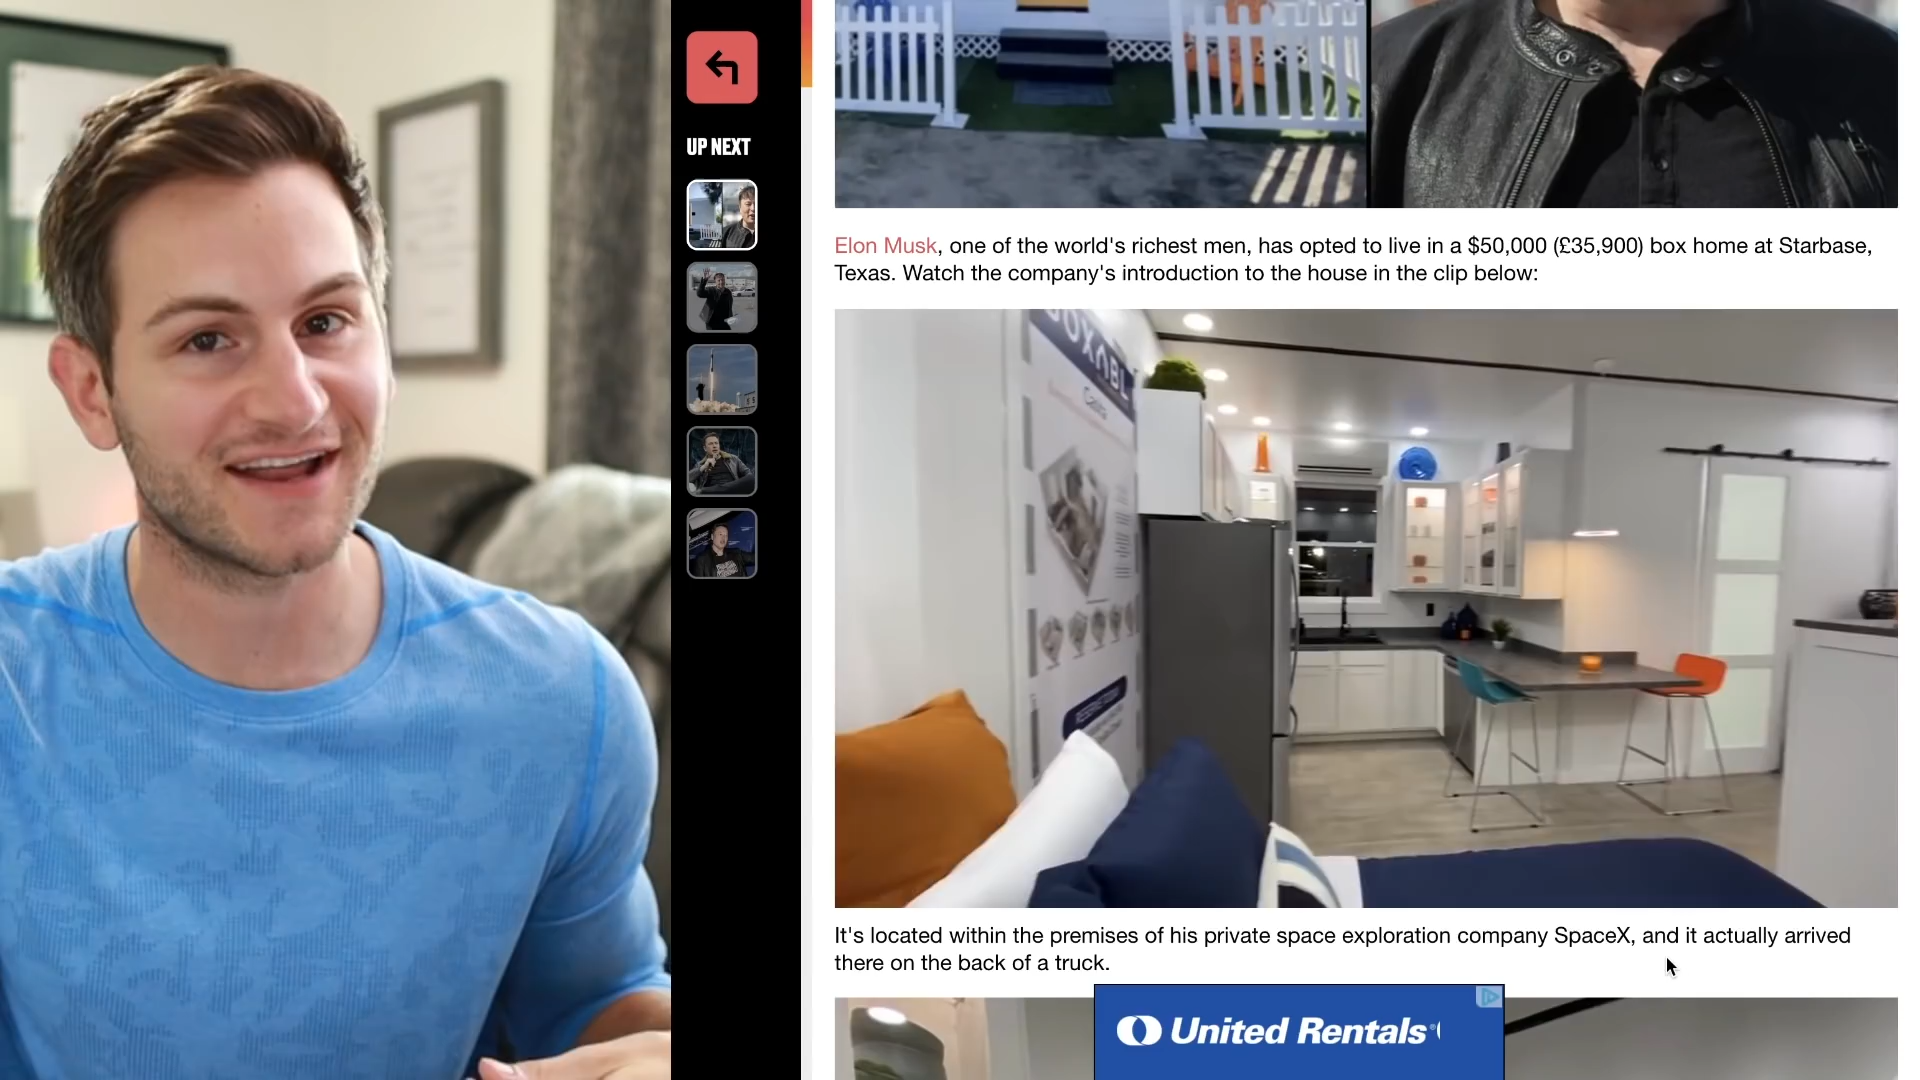 UP NEXT
Elon Musk, one of the world's richest men, has opted to live in a $50,000 (£35,900) box home at Starbase,
Texas. Watch the company's introduction to the house in the clip below:
BOXABL
Casita
It's located within the premises of his private space exploration company SpaceX, and it actually arrived
there on the back of a truck.
United Rentals